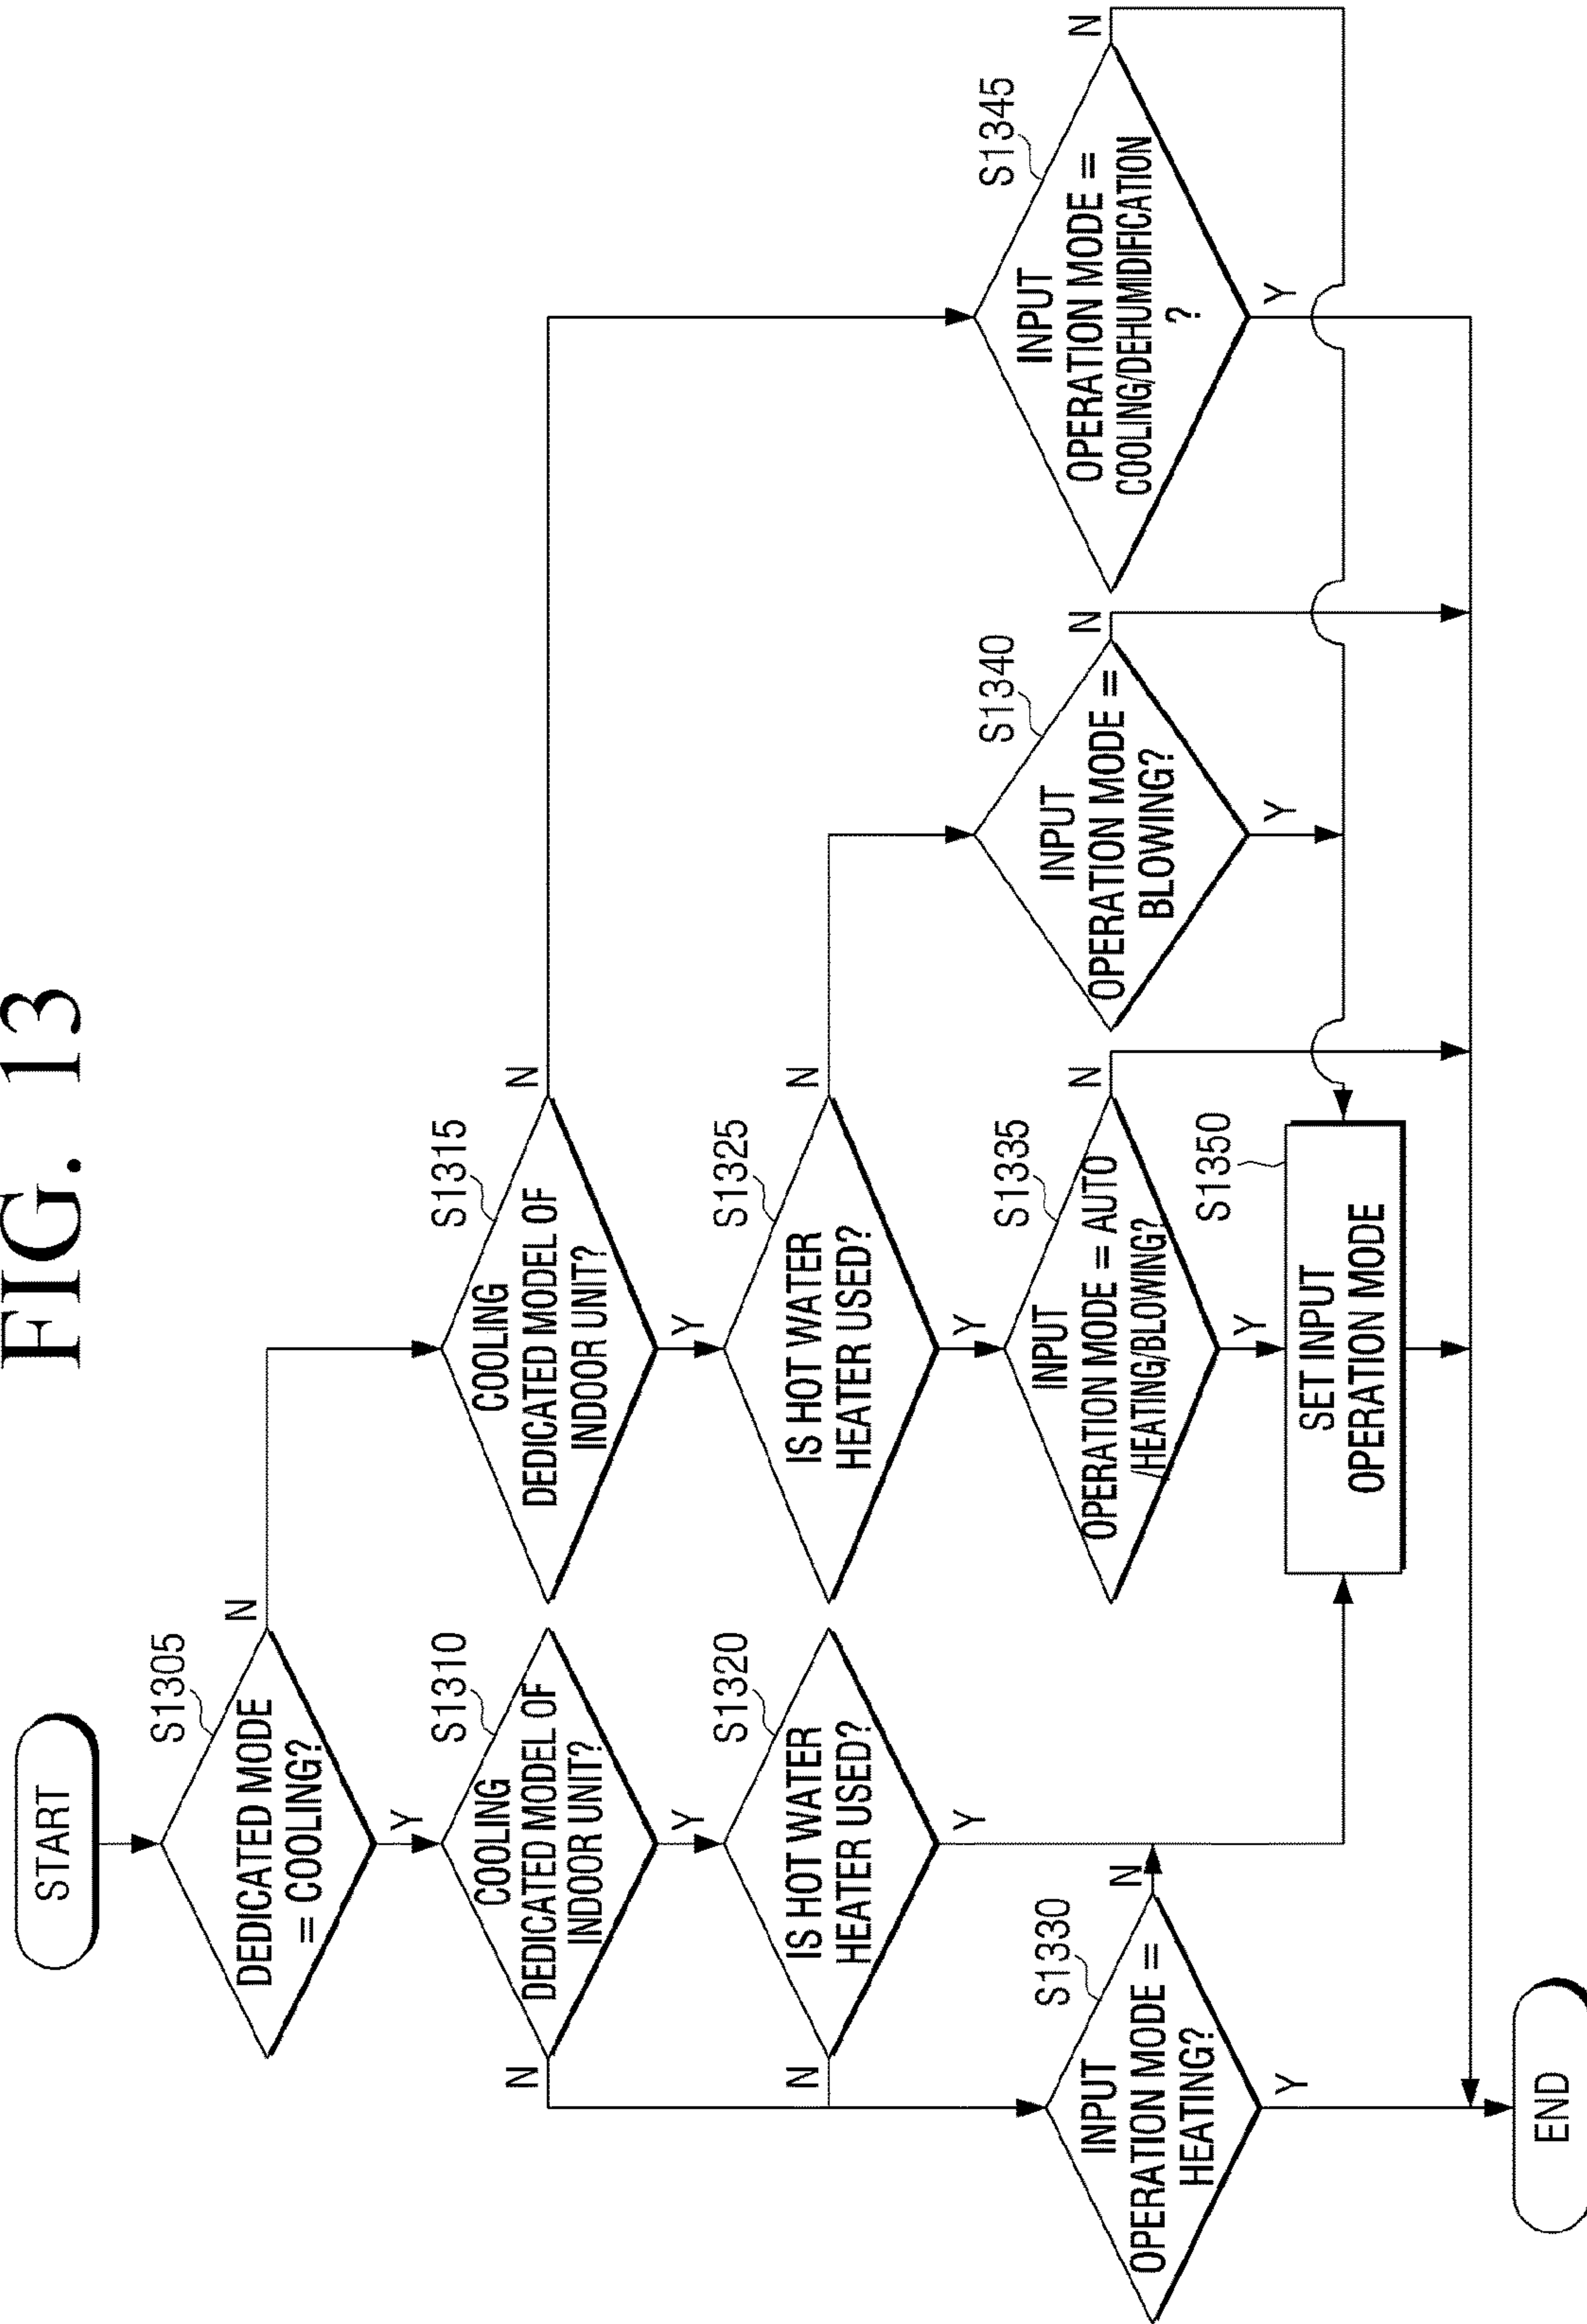 FIG. 13
START
S1305
DEDICATED MODE
= COOLING?
N
Y
S1310
COOLING
DEDICATED MODEL OF
INDOOR UNIT?
N
Y
S1315
COOLING
DEDICATED MODEL OF
INDOOR UNIT?
N
Y
S1320
IS HOT WATER
HEATER USED?
N
Y
S1325
IS HOT WATER
HEATER USED?
N
Y
S1330
INPUT
OPERATION MODE =
HEATING?
N
Y
S1335
INPUT
OPERATION MODE = AUTO
/HEATING/BLOWING?
N
Y
S1340
INPUT
OPERATION MODE =
BLOWING?
N
Y
S1345
INPUT
OPERATION MODE =
COOLING/DEHUMIDIFICATION
?
N
Y
S1350
SET INPUT
OPERATION MODE
END